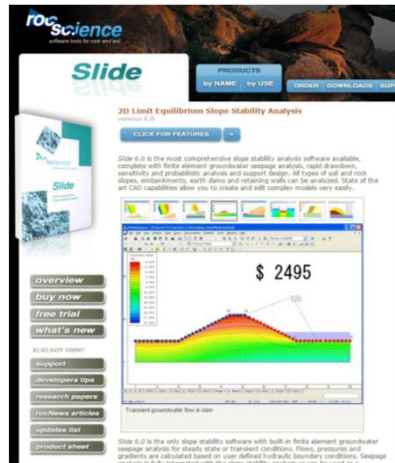 rocscience
software tools for rock and soil
Slide
PRODUCTS
by NAME by USE
ORDER DOWNLOADS
2D Limit Equilibrium Slope Stability Analysis
version 6.0
CLICK FOR FEATURES
Slide 6.0 is the most comprehensive slope stability analysis software available,
complete with finite element groundwater seepage analysis, rapid drawdown,
sensitivity and probabilistic analysis and support design. All types of soil and rock
slopes, embankments, earth dams and retaining walls can be analyzed. State of the
art CAD capabilities allow you to create and edit complex models very easily.
Slide
$ 2495
overview
buy now
free trial
what's new
ALREADY OWN?
support
developers tips
research papers
rocNews articles
updates list
product sheet
Transient groundwater flow in dam
Slide 6.0 is the only slope stability software with built-in finite element groundwater
seepage analysis for steady state or transient conditions. Flows, pressures and
gradients are calculated based on user defined hydraulic boundary conditions. Seepage